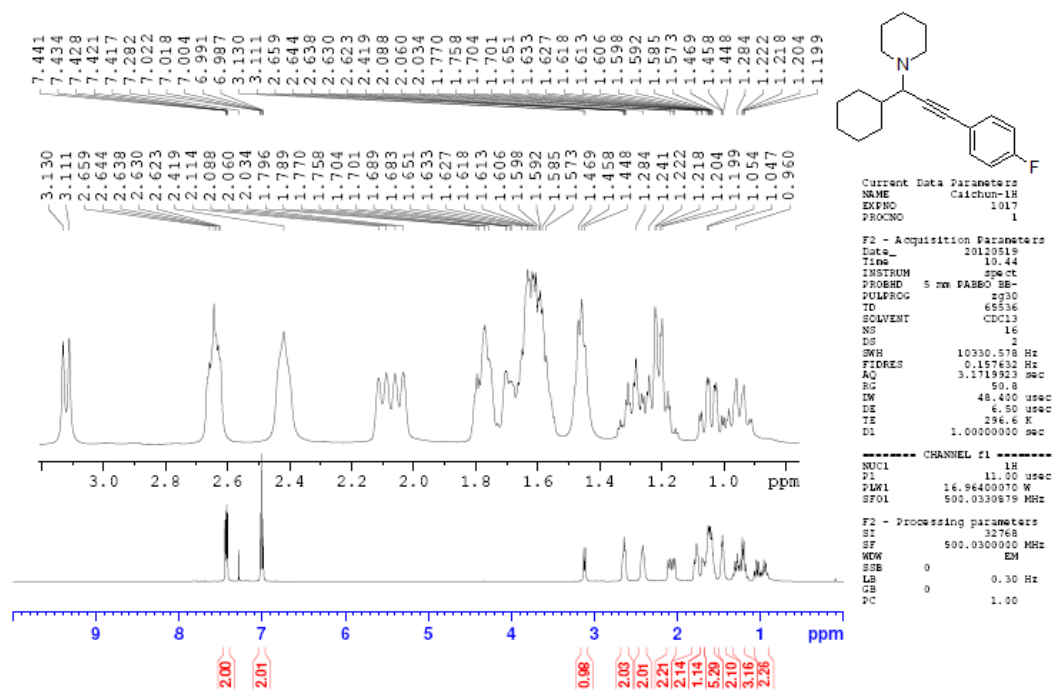 7.441 7.434 7.428 7.421 7.417 7.282 7.022 7.018 7.004 6.991 6.987 3.130 3.111 2.659 2.644 2.638 2.630 2.623 2.419 2.088 2.060 2.034 1.770 1.758 1.704 1.701 1.651 1.633 1.627 1.618 1.613 1.606 1.598 1.592 1.585 1.573 1.469 1.458 1.448 1.284 1.222 1.218 1.204 1.199
3.130 3.111 2.659 2.644 2.638 2.630 2.623 2.419 2.114 2.088 2.060 2.034 1.796 1.789 1.770 1.758 1.704 1.701 1.689 1.683 1.651 1.633 1.627 1.618 1.613 1.606 1.598 1.592 1.585 1.573 1.469 1.458 1.448 1.284 1.241 1.222 1.218 1.204 1.199 1.054 1.047 0.960
N
F
Current Data Parameters
NAME Caichun-1H
EXPNO 1017
PROCNO 1
F2 - Acquisition Parameters
Date_ 20120519
Time 10.44
INSTRUM spect
PROBHD 5 mm PABBO BB-
PULPROG zg30
TD 65536
SOLVENT CDCl3
NS 16
DS 2
SWH 10330.578 Hz
FIDRES 0.157632 Hz
AQ 3.1719923 sec
RG 50.8
DW 48.400 usec
DE 6.50 usec
TE 296.6 K
D1 1.00000000 sec
======== CHANNEL f1 ========
NUC1 1H
P1 11.00 usec
PLW1 16.96400070 W
SFO1 500.0330879 MHz
F2 - Processing parameters
SI 32768
SF 500.0300000 MHz
WDW EM
SSB 0
LB 0.30 Hz
GB 0
PC 1.00
3.0 2.8 2.6 2.4 2.2 2.0 1.8 1.6 1.4 1.2 1.0 ppm
9 8 7 6 5 4 3 2 1 ppm
2.00 2.01 0.98 2.03 2.01 2.21 2.14 1.14 5.29 2.10 3.16 2.26